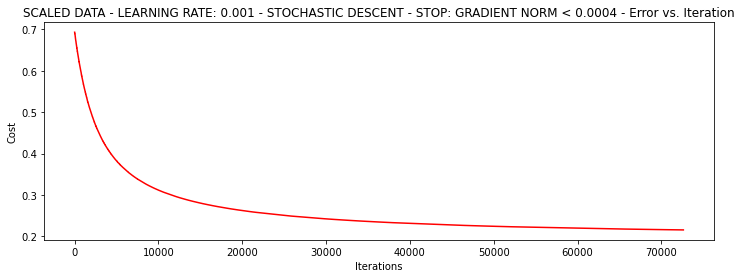 SCALED DATA - LEARNING RATE: 0.001 - STOCHASTIC DESCENT - STOP: GRADIENT NORM < 0.0004 - Error vs. Iteration
0.7
0.6
0.5
0.4
0.3
0.2
Cost
0 10000 20000 30000 40000 50000 60000 70000
Iterations